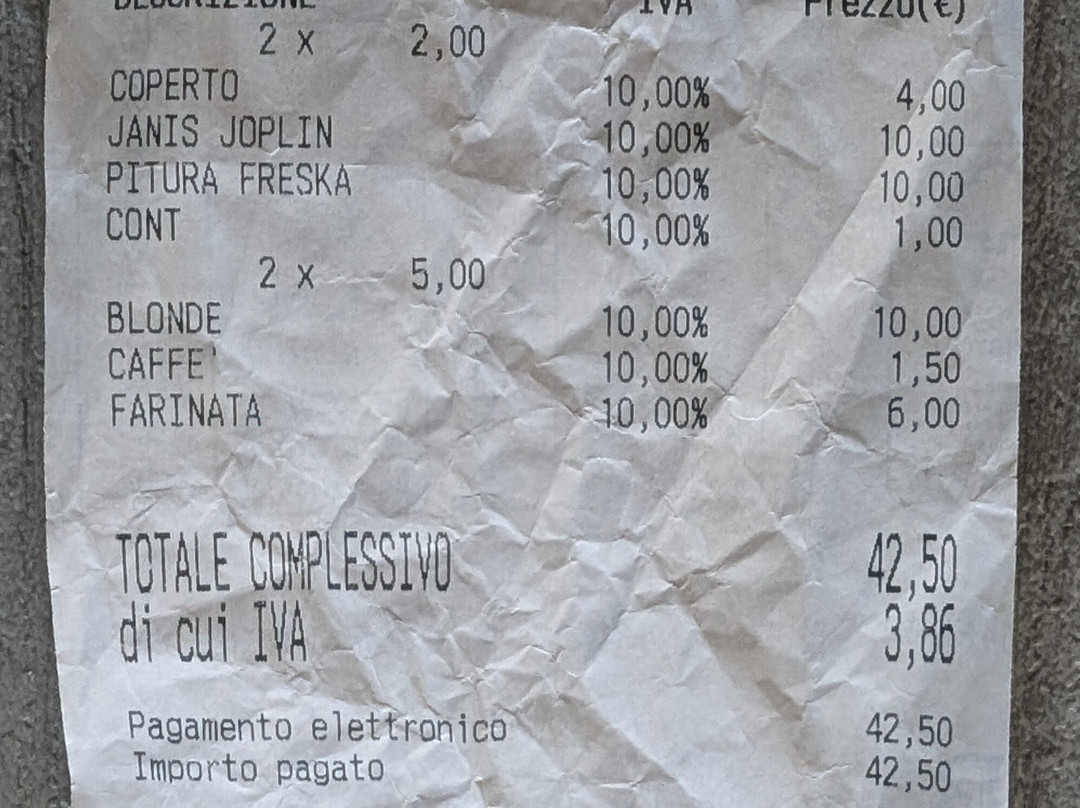 DESCRIZIONE IVA Prezzo(€)
2 x 2,00
COPERTO 10,00% 4,00
JANIS JOPLIN 10,00% 10,00
PITURA FRESKA 10,00% 10,00
CONT 10,00% 1,00
2 x 5,00
BLONDE 10,00% 10,00
CAFFE' 10,00% 1,50
FARINATA 10,00% 6,00
TOTALE COMPLESSIVO 42,50
di cui IVA 3,86
Pagamento elettronico 42,50
Importo pagato 42,50